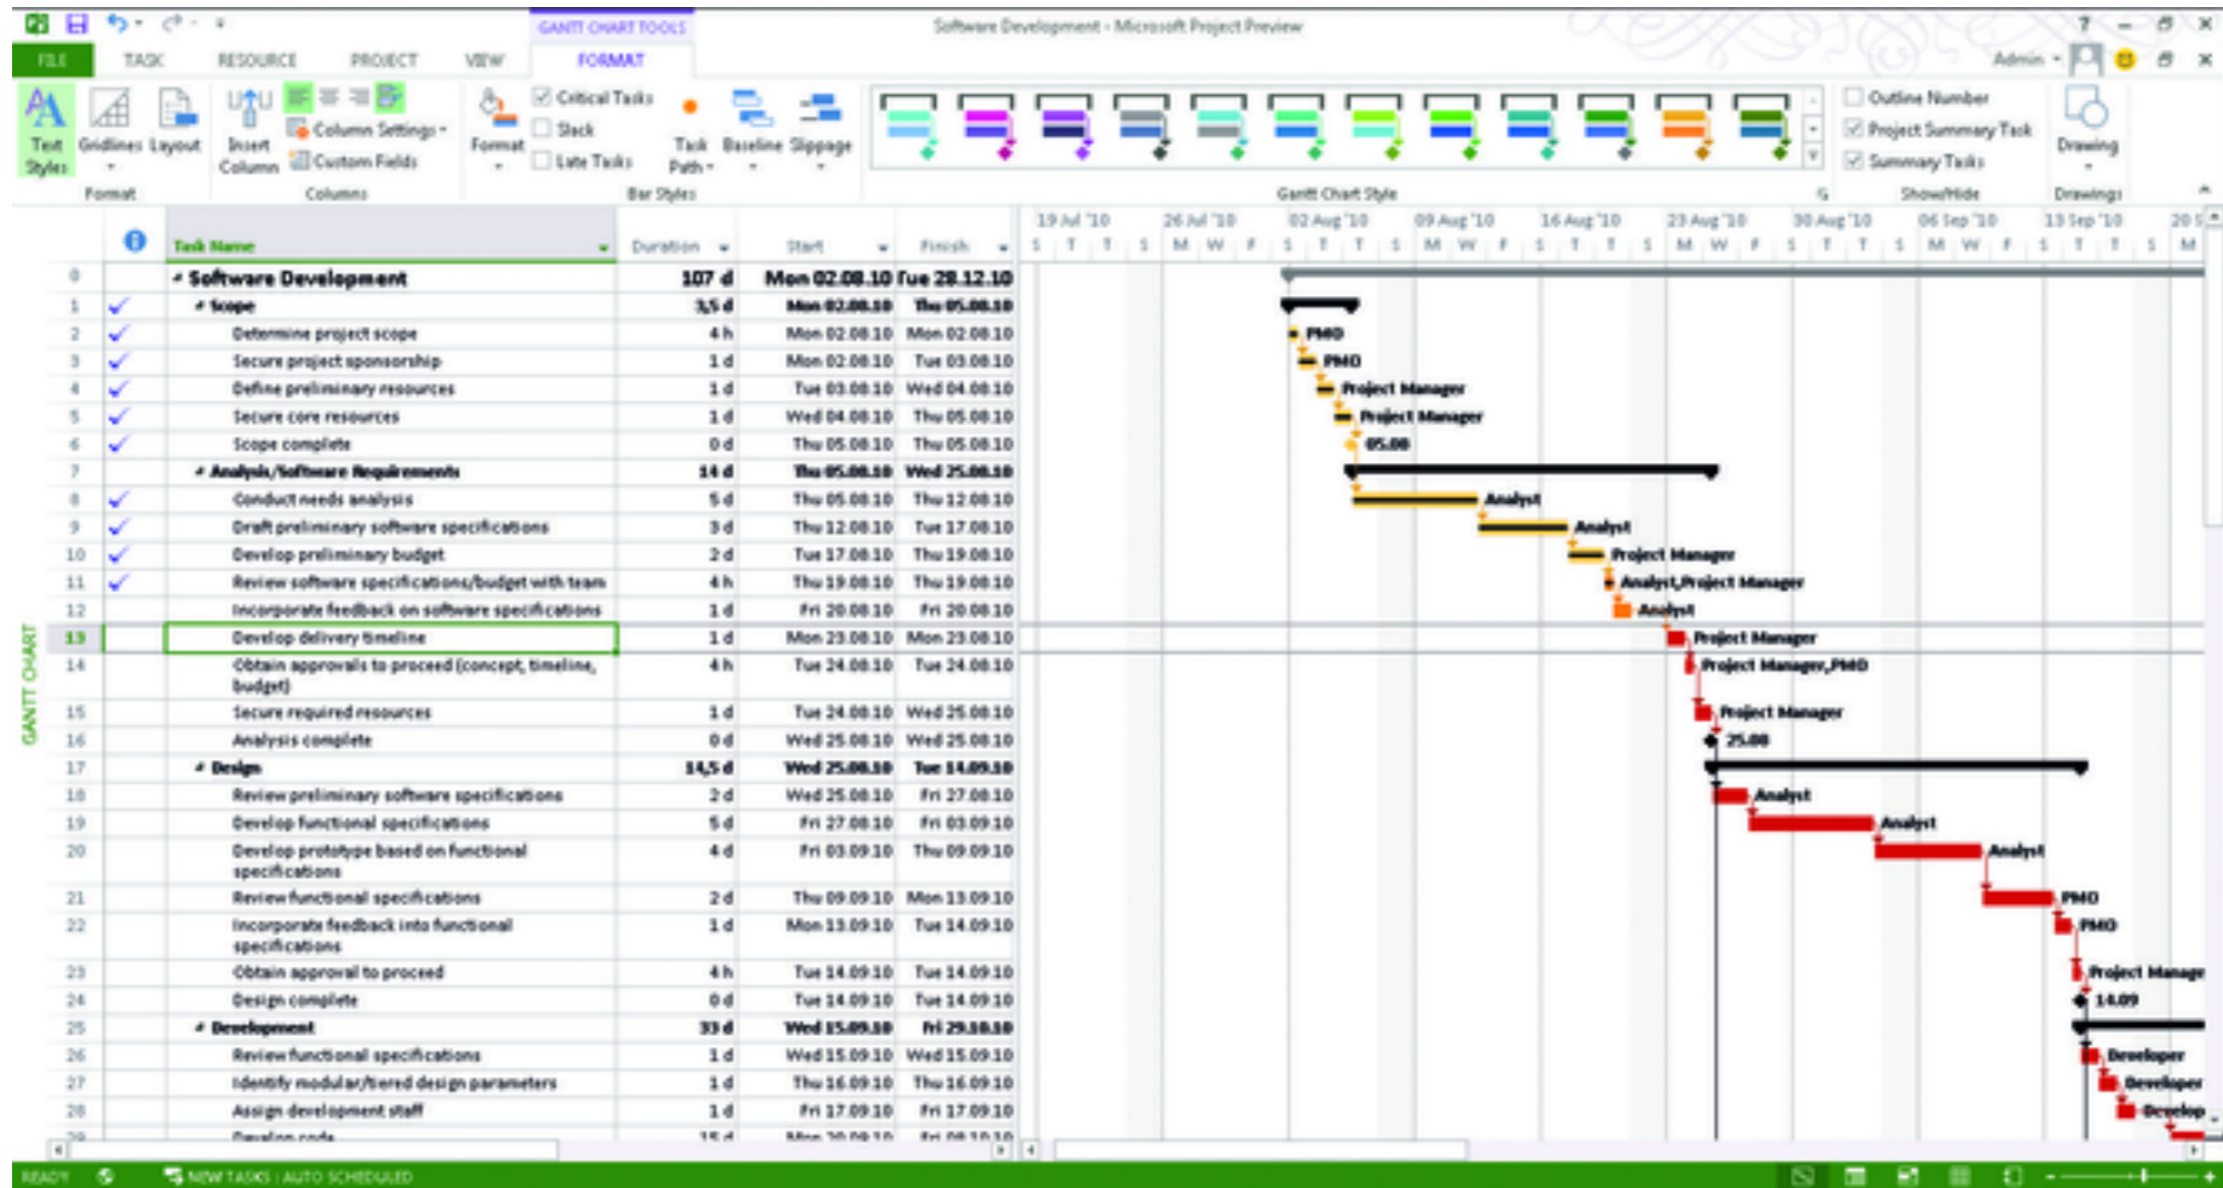 GANTT CHART TOOLS
Software Development - Microsoft Project Preview
?
FILE TASK RESOURCE PROJECT VIEW FORMAT
Admin
Text Styles
Gridlines
Layout
Format
Insert Column
Column Settings
Custom Fields
Columns
Format
Critical Tasks
Slack
Late Tasks
Task Path
Baseline
Slippage
Bar Styles
Gantt Chart Style
Outline Number
Project Summary Task
Summary Tasks
Show/Hide
Drawing
Drawings
Task Name Duration Start Finish
19 Jul '10 26 Jul '10 02 Aug '10 09 Aug '10 16 Aug '10 23 Aug '10 30 Aug '10 06 Sep '10 13 Sep '10 20 S
S T T S M W F S T T S M W F S T T S M W F S T T S M W F S T T S M
0 Software Development 107 d Mon 02.08.10 Tue 28.12.10
1 Scope 3,5 d Mon 02.08.10 Thu 05.08.10
2 Determine project scope 4 h Mon 02.08.10 Mon 02.08.10 PMO
3 Secure project sponsorship 1 d Mon 02.08.10 Tue 03.08.10 PMO
4 Define preliminary resources 1 d Tue 03.08.10 Wed 04.08.10 Project Manager
5 Secure core resources 1 d Wed 04.08.10 Thu 05.08.10 Project Manager
6 Scope complete 0 d Thu 05.08.10 Thu 05.08.10 05.08
7 Analysis/Software Requirements 14 d Thu 05.08.10 Wed 25.08.10
8 Conduct needs analysis 5 d Thu 05.08.10 Thu 12.08.10 Analyst
9 Draft preliminary software specifications 3 d Thu 12.08.10 Tue 17.08.10 Analyst
10 Develop preliminary budget 2 d Tue 17.08.10 Thu 19.08.10 Project Manager
11 Review software specifications/budget with team 4 h Thu 19.08.10 Thu 19.08.10 Analyst,Project Manager
12 Incorporate feedback on software specifications 1 d Fri 20.08.10 Fri 20.08.10 Analyst
13 Develop delivery timeline 1 d Mon 23.08.10 Mon 23.08.10 Project Manager
14 Obtain approvals to proceed (concept, timeline, 4 h Tue 24.08.10 Tue 24.08.10 Project Manager,PMO
budget)
15 Secure required resources 1 d Tue 24.08.10 Wed 25.08.10 Project Manager
16 Analysis complete 0 d Wed 25.08.10 Wed 25.08.10 25.08
17 Design 14,5 d Wed 25.08.10 Tue 14.09.10
18 Review preliminary software specifications 2 d Wed 25.08.10 Fri 27.08.10 Analyst
19 Develop functional specifications 5 d Fri 27.08.10 Fri 03.09.10 Analyst
20 Develop prototype based on functional 4 d Fri 03.09.10 Thu 09.09.10 Analyst
specifications
21 Review functional specifications 2 d Thu 09.09.10 Mon 13.09.10 PMO
22 Incorporate feedback into functional 1 d Mon 13.09.10 Tue 14.09.10 PMO
specifications
23 Obtain approval to proceed 4 h Tue 14.09.10 Tue 14.09.10 Project Manage
24 Design complete 0 d Tue 14.09.10 Tue 14.09.10 14.09
25 Development 33 d Wed 15.09.10 Fri 29.10.10
26 Review functional specifications 1 d Wed 15.09.10 Wed 15.09.10 Developer
27 Identify modular/tiered design parameters 1 d Thu 16.09.10 Thu 16.09.10 Developer
28 Assign development staff 1 d Fri 17.09.10 Fri 17.09.10 Develop
29 Develop code 15 d Mon 20.09.10 Fri 08.10.10
GANTT CHART
READY NEW TASKS : AUTO SCHEDULED